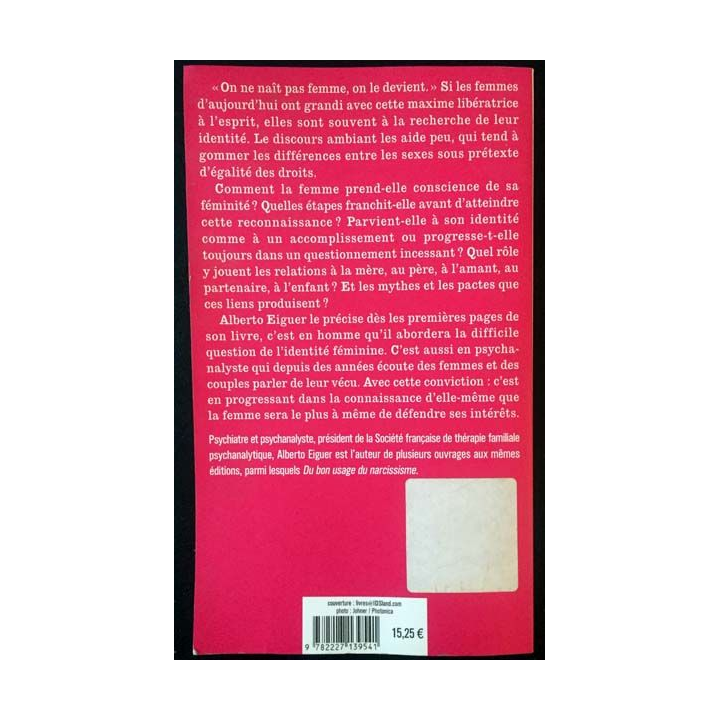 « On ne naît pas femme, on le devient. » Si les femmes
d'aujourd'hui ont grandi avec cette maxime libératrice
à l'esprit, elles sont souvent à la recherche de leur
identité. Le discours ambiant les aide peu, qui tend à
gommer les différences entre les sexes sous prétexte
d'égalité des droits.
Comment la femme prend-elle conscience de sa
féminité ? Quelles étapes franchit-elle avant d'atteindre
cette reconnaissance ? Parvient-elle à son identité
comme à un accomplissement ou progresse-t-elle
toujours dans un questionnement incessant ? Quel rôle
y jouent les relations à la mère, au père, à l'amant, au
partenaire, à l'enfant ? Et les mythes et les pactes que
ces liens produisent ?
Alberto Eiguer le précise dès les premières pages de
son livre, c'est en homme qu'il abordera la difficile
question de l'identité féminine. C'est aussi en psycha-
nalyste qui depuis des années écoute des femmes et des
couples parler de leur vécu. Avec cette conviction : c'est
en progressant dans la connaissance d'elle-même que
la femme sera le plus à même de défendre ses intérêts.
Psychiatre et psychanalyste, président de la Société française de thérapie familiale
psychanalytique, Alberto Eiguer est l'auteur de plusieurs ouvrages aux mêmes
éditions, parmi lesquels Du bon usage du narcissisme.
couverture :
photo : Johner / Photonica
15,25 €
9 782227 139541